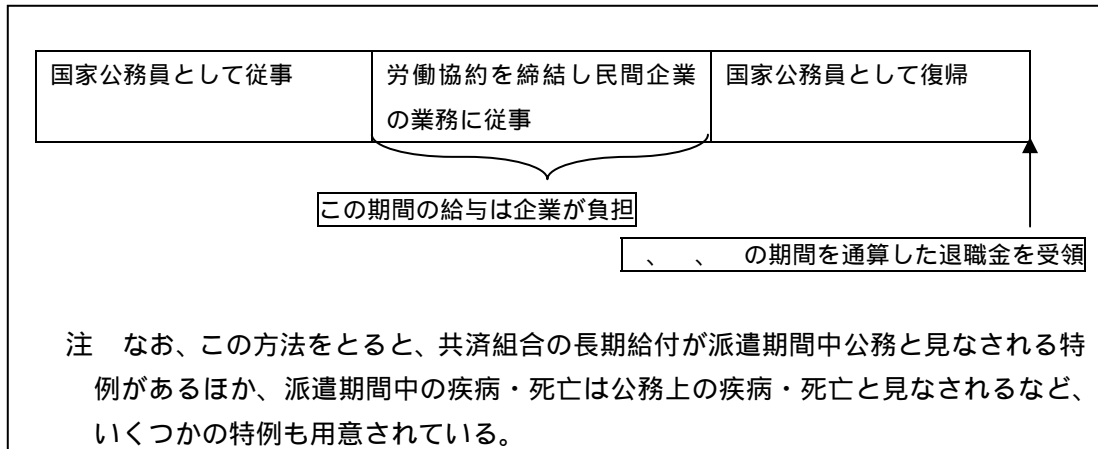 国家公務員として従事
労働協約を締結し民間企業
の業務に従事
国家公務員として復帰
この期間の給与は企業が負担
、　、　の期間を通算した退職金を受領
注　なお、この方法をとると、共済組合の長期給付が派遣期間中公務と見なされる特
例があるほか、派遣期間中の疾病・死亡は公務上の疾病・死亡と見なされるなど、
いくつかの特例も用意されている。